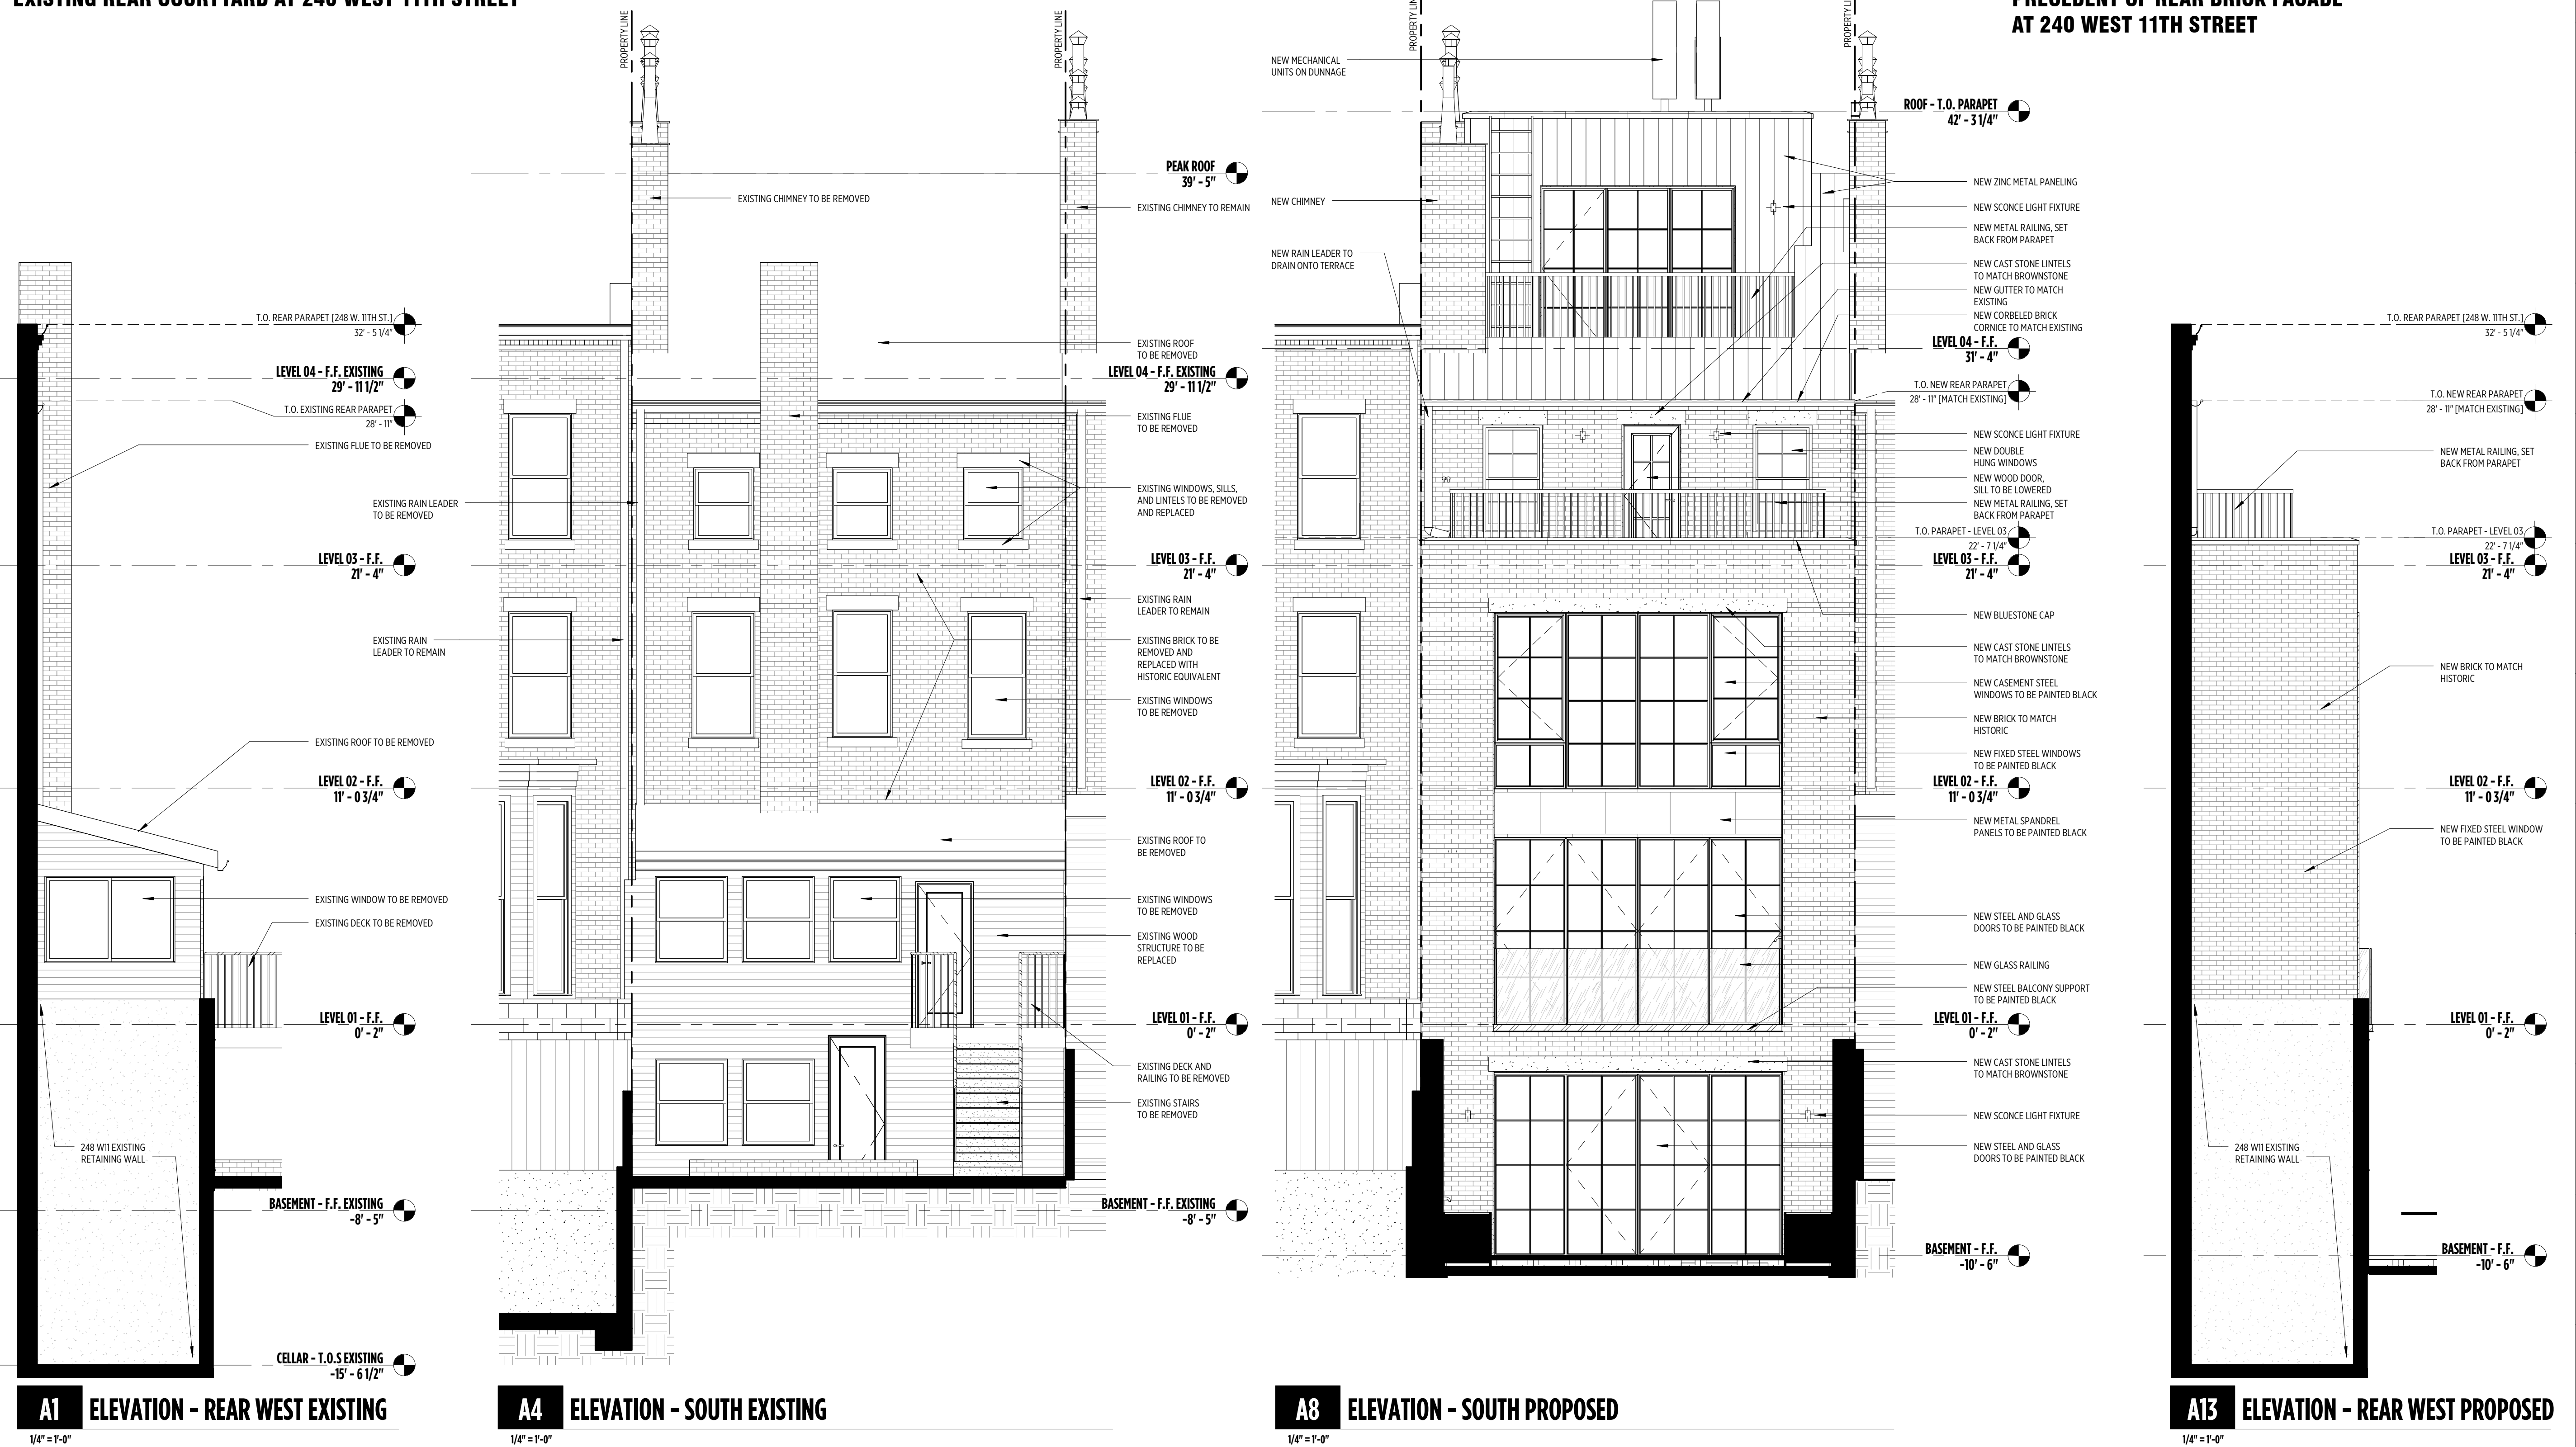 EXISTING REAR COURTYARD AT 240 WEST 11TH STREET
PRECEDENT OF REAR BRICK FACADE
AT 240 WEST 11TH STREET
T.O. REAR PARAPET [248 W. 11TH ST.]
32' - 5 1/4"
LEVEL 04 - F.F. EXISTING
29' - 11 1/2"
T.O. EXISTING REAR PARAPET
28' - 11"
EXISTING FLUE TO BE REMOVED
LEVEL 03 - F.F.
21' - 4"
EXISTING ROOF TO BE REMOVED
LEVEL 02 - F.F.
11' - 0 3/4"
EXISTING WINDOW TO BE REMOVED
EXISTING DECK TO BE REMOVED
LEVEL 01 - F.F.
0' - 2"
248 W11 EXISTING
RETAINING WALL
BASEMENT - F.F. EXISTING
-8' - 5"
CELLAR - T.O.S EXISTING
-15' - 6 1/2"
A1 ELEVATION - REAR WEST EXISTING
1/4" = 1'-0"
PROPERTY LINE
PROPERTY LINE
PEAK ROOF
39' - 5"
EXISTING CHIMNEY TO BE REMOVED
EXISTING CHIMNEY TO REMAIN
EXISTING ROOF
TO BE REMOVED
LEVEL 04 - F.F. EXISTING
29' - 11 1/2"
EXISTING FLUE
TO BE REMOVED
EXISTING RAIN LEADER
TO BE REMOVED
EXISTING WINDOWS, SILLS,
AND LINTELS TO BE REMOVED
AND REPLACED
LEVEL 03 - F.F.
21' - 4"
EXISTING RAIN
LEADER TO REMAIN
EXISTING RAIN
LEADER TO REMAIN
EXISTING BRICK TO BE
REMOVED AND
REPLACED WITH
HISTORIC EQUIVALENT
EXISTING WINDOWS
TO BE REMOVED
LEVEL 02 - F.F.
11' - 0 3/4"
EXISTING ROOF TO
BE REMOVED
EXISTING WINDOWS
TO BE REMOVED
EXISTING WOOD
STRUCTURE TO BE
REPLACED
LEVEL 01 - F.F.
0' - 2"
EXISTING DECK AND
RAILING TO BE REMOVED
EXISTING STAIRS
TO BE REMOVED
BASEMENT - F.F. EXISTING
-8' - 5"
A4 ELEVATION - SOUTH EXISTING
1/4" = 1'-0"
PROPERTY LINE
PROPERTY LI
NEW MECHANICAL
UNITS ON DUNNAGE
ROOF - T.O. PARAPET
42' - 3 1/4"
NEW CHIMNEY
NEW RAIN LEADER TO
DRAIN ONTO TERRACE
NEW ZINC METAL PANELING
NEW SCONCE LIGHT FIXTURE
NEW METAL RAILING, SET
BACK FROM PARAPET
NEW CAST STONE LINTELS
TO MATCH BROWNSTONE
NEW GUTTER TO MATCH
EXISTING
NEW CORBELED BRICK
CORNICE TO MATCH EXISTING
LEVEL 04 - F.F.
31' - 4"
T.O. NEW REAR PARAPET
28' - 11" [MATCH EXISTING]
NEW SCONCE LIGHT FIXTURE
NEW DOUBLE
HUNG WINDOWS
NEW WOOD DOOR,
SILL TO BE LOWERED
NEW METAL RAILING, SET
BACK FROM PARAPET
T.O. PARAPET - LEVEL 03
22' - 7 1/4"
LEVEL 03 - F.F.
21' - 4"
NEW BLUESTONE CAP
NEW CAST STONE LINTELS
TO MATCH BROWNSTONE
NEW CASEMENT STEEL
WINDOWS TO BE PAINTED BLACK
NEW BRICK TO MATCH
HISTORIC
NEW FIXED STEEL WINDOWS
TO BE PAINTED BLACK
LEVEL 02 - F.F.
11' - 0 3/4"
NEW METAL SPANDREL
PANELS TO BE PAINTED BLACK
NEW STEEL AND GLASS
DOORS TO BE PAINTED BLACK
NEW GLASS RAILING
NEW STEEL BALCONY SUPPORT
TO BE PAINTED BLACK
LEVEL 01 - F.F.
0' - 2"
NEW CAST STONE LINTELS
TO MATCH BROWNSTONE
NEW SCONCE LIGHT FIXTURE
NEW STEEL AND GLASS
DOORS TO BE PAINTED BLACK
BASEMENT - F.F.
-10' - 6"
A8 ELEVATION - SOUTH PROPOSED
1/4" = 1'-0"
T.O. REAR PARAPET [248 W. 11TH ST.]
32' - 5 1/4"
T.O. NEW REAR PARAPET
28' - 11" [MATCH EXISTING]
NEW METAL RAILING, SET
BACK FROM PARAPET
T.O. PARAPET - LEVEL 03
22' - 7 1/4"
LEVEL 03 - F.F.
21' - 4"
NEW BRICK TO MATCH
HISTORIC
LEVEL 02 - F.F.
11' - 0 3/4"
NEW FIXED STEEL WINDOW
TO BE PAINTED BLACK
LEVEL 01 - F.F.
0' - 2"
248 W11 EXISTING
RETAINING WALL
BASEMENT - F.F.
-10' - 6"
A13 ELEVATION - REAR WEST PROPOSED
1/4" = 1'-0"